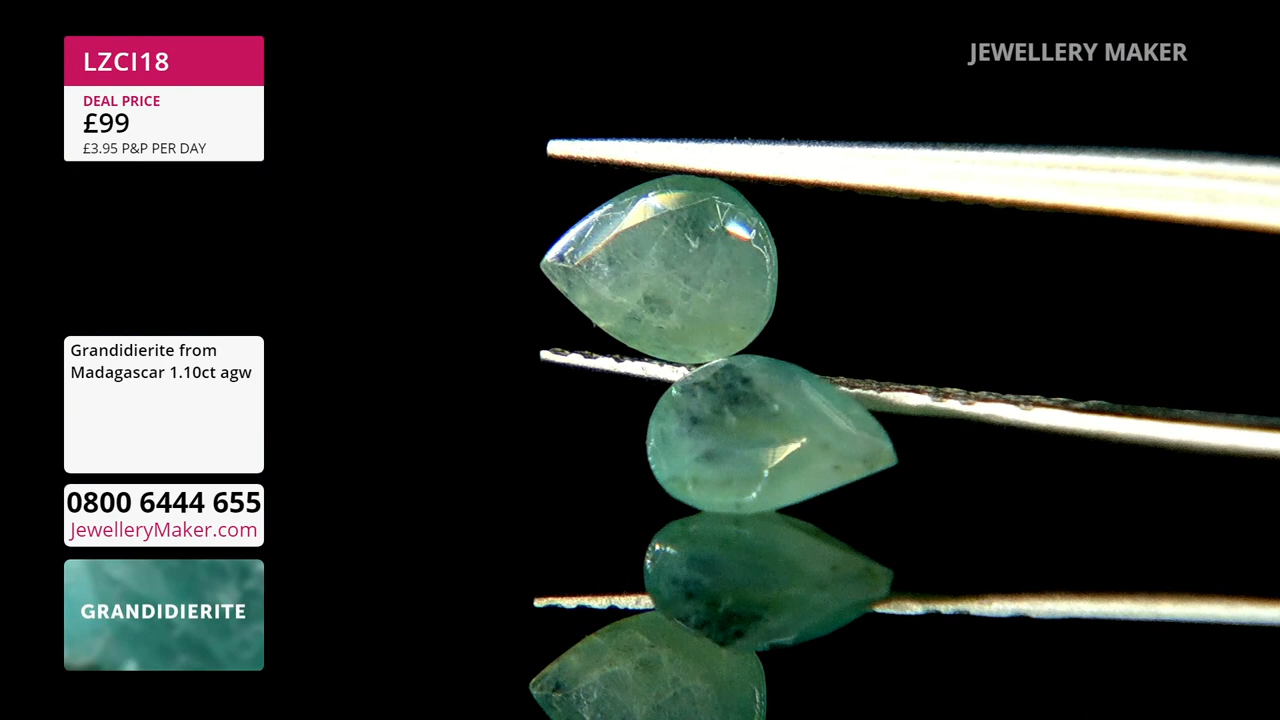 LZCI18
DEAL PRICE
£99
£3.95 P&P PER DAY
JEWELLERY MAKER
Grandidierite from
Madagascar 1.10ct agw
0800 6444 655
JewelleryMaker.com
GRANDIDIERITE